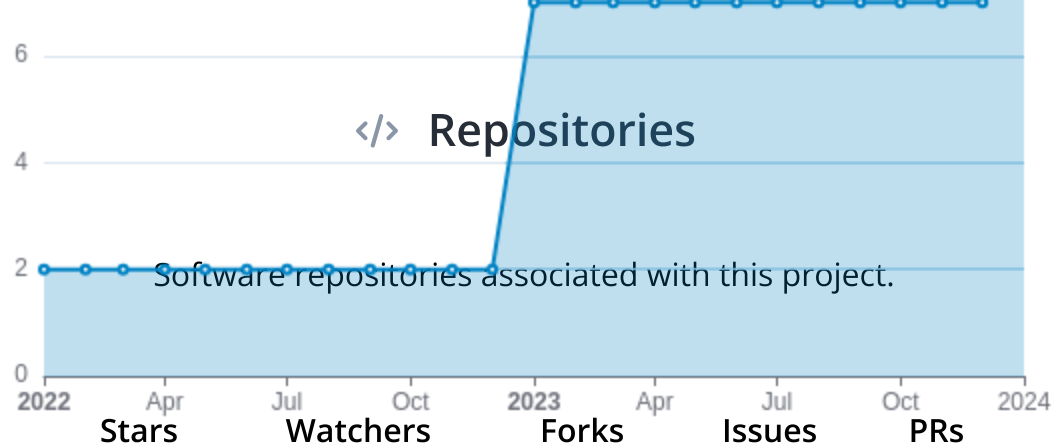 6
</> Repositories
4
2
Software repositories associated with this project.
0
2022 Apr Jul Oct 2023 Apr Jul Oct 2024
Stars Watchers Forks Issues PRs